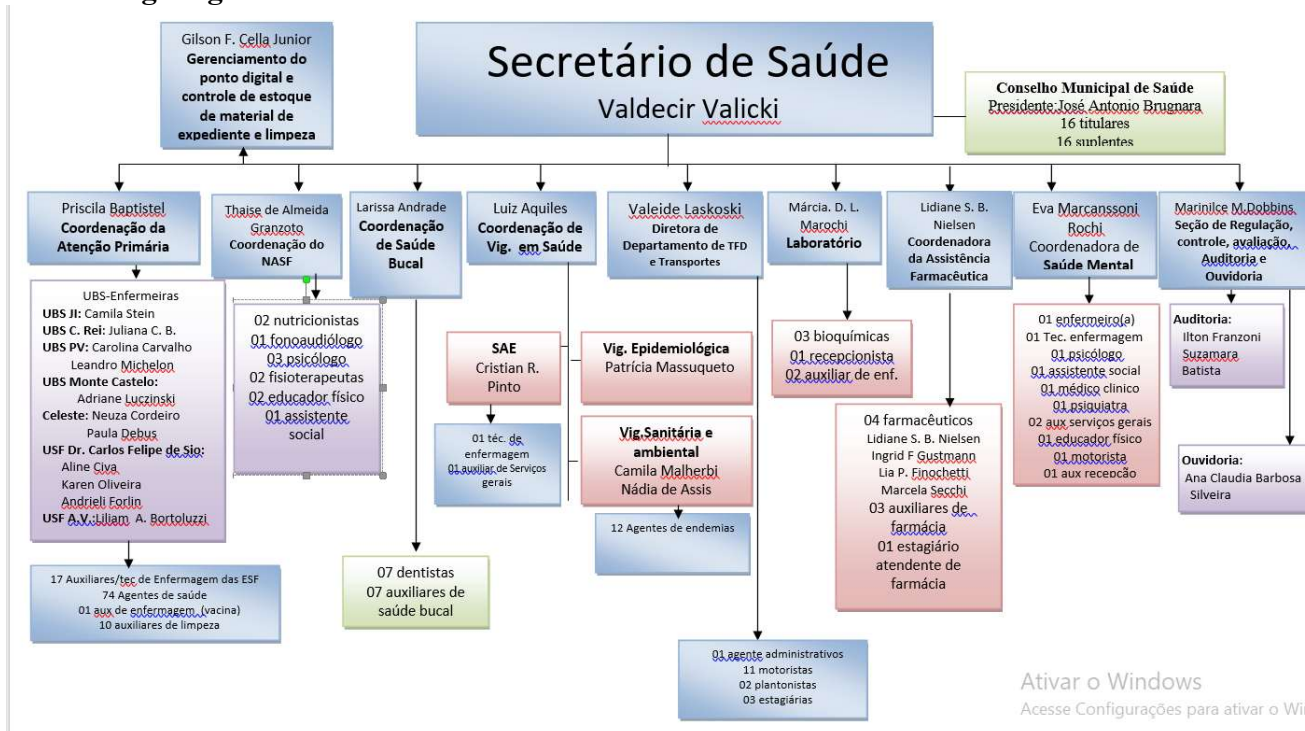 Gilson F. Cella Junior
Gerenciamento do
ponto digital e
controle de estoque
de material de
expediente e limpeza
Secretário de Saúde
Valdecir Valicki
Conselho Municipal de Saúde
Presidente:José Antonio Brugnara
16 titulares
16 suplentes
Priscila Baptistel
Coordenação da
Atenção Primária
Thaise de Almeida
Granzoto
Coordenação do
NASF
Larissa Andrade
Coordenação
de Saúde
Bucal
Luiz Aquiles
Coordenação de
Vig. em Saúde
Valeide Laskoski
Diretora de
Departamento de TFD
e Transportes
Márcia. D. L.
Marochi
Laboratório
Lidiane S. B.
Nielsen
Coordenadora
da Assistência
Farmacêutica
Eva Marcanssoni
Rochi
Coordenadora de
Saúde Mental
Marinilce M.Dobbins
Seção de Regulação,
controle, avaliação,
Auditoria e
Ouvidoria
UBS-Enfermeiras
UBS JI: Camila Stein
UBS C. Rei: Juliana C. B.
UBS PV: Carolina Carvalho
Leandro Michelon
UBS Monte Castelo:
Adriane Luczinski
Celeste: Neuza Cordeiro
Paula Debus
USF Dr. Carlos Felipe de Sio:
Aline Civa
Karen Oliveira
Andrieli Forlin
USF A.V.:Liliam A. Bortoluzzi
02 nutricionistas
01 fonoaudiólogo
03 psicólogo
02 fisioterapeutas
02 educador físico
01 assistente
social
SAE
Cristian R.
Pinto
Vig. Epidemiológica
Patrícia Massuqueto
01 téc. de
enfermagem
01 auxiliar de Serviços
gerais
Vig.Sanitária e
ambiental
Camila Malherbi
Nádia de Assis
12 Agentes de endemias
03 bioquímicas
01 recepcionista
02 auxiliar de enf.
04 farmacêuticos
Lidiane S. B. Nielsen
Ingrid F Gustmann
Lia P. Finochetti
Marcela Secchi
03 auxiliares de
farmácia
01 estagiário
atendente de
farmácia
01 enfermeiro(a)
01 Tec. enfermagem
01 psicólogo
01 assistente social
01 médico clinico
01 psiquiatra
02 aux serviços gerais
01 educador físico
01 motorista
01 aux recepção
Auditoria:
Ilton Franzoni
Suzamara
Batista
Ouvidoria:
Ana Claudia Barbosa
Silveira
17 Auxiliares/tec de Enfermagem das ESF
74 Agentes de saúde
01 aux de enfermagem (vacina)
10 auxiliares de limpeza
07 dentistas
07 auxiliares de
saúde bucal
01 agente administrativos
11 motoristas
02 plantonistas
03 estagiárias
Ativar o Windows
Acesse Configurações para ativar o Wi